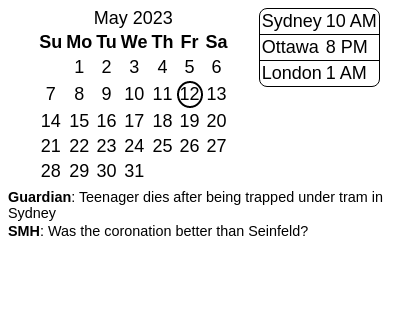 May 2023
Su Mo Tu We Th Fr Sa
1 2 3 4 5 6
7 8 9 10 11 12 13
14 15 16 17 18 19 20
21 22 23 24 25 26 27
28 29 30 31
Sydney 10 AM
Ottawa 8 PM
London 1 AM
Guardian: Teenager dies after being trapped under tram in
Sydney
SMH: Was the coronation better than Seinfeld?